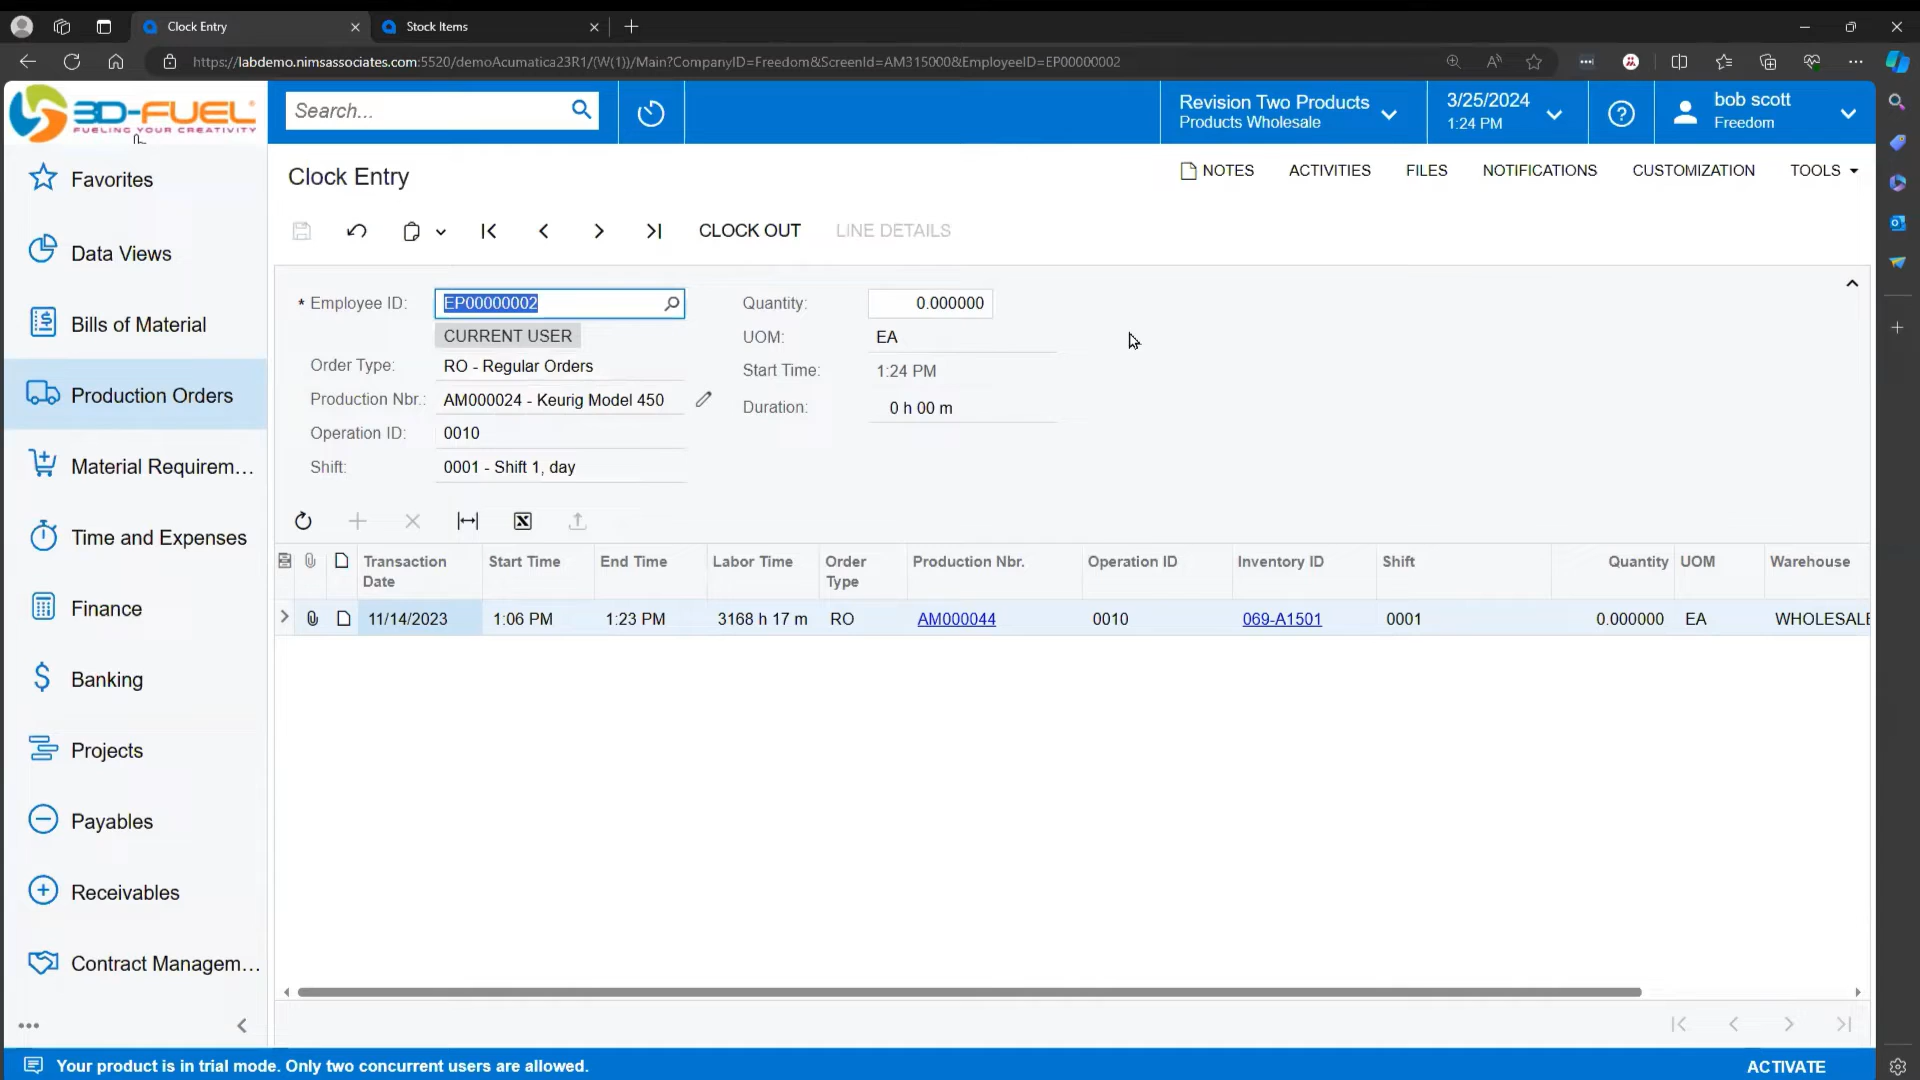 Clock Entry
Stock Items
https://labdemo.nimsassociates.com:5520/demoAcumatica23R1/(W(1))/Main?CompanyID=Freedom&ScreenId=AM315000&EmployeeID=EP00000002
3D-FUEL
FUELING YOUR CREATIVITY
Search...
Revision Two Products
Products Wholesale
3/25/2024
1:24 PM
bob scott
Freedom
Favorites
Data Views
Bills of Material
Production Orders
Material Requirem...
Time and Expenses
Finance
Banking
Projects
Payables
Receivables
Contract Managem...
Clock Entry
NOTES ACTIVITIES FILES NOTIFICATIONS CUSTOMIZATION TOOLS
CLOCK OUT LINE DETAILS
* Employee ID: EP00000002
CURRENT USER
Order Type: RO - Regular Orders
Production Nbr.: AM000024 - Keurig Model 450
Operation ID: 0010
Shift: 0001 - Shift 1, day
Quantity: 0.000000
UOM: EA
Start Time: 1:24 PM
Duration: 0 h 00 m
Transaction Date Start Time End Time Labor Time Order Type Production Nbr. Operation ID Inventory ID Shift Quantity UOM Warehouse
11/14/2023 1:06 PM 1:23 PM 3168 h 17 m RO AM000044 0010 069-A1501 0001 0.000000 EA WHOLESALE
Your product is in trial mode. Only two concurrent users are allowed.
ACTIVATE